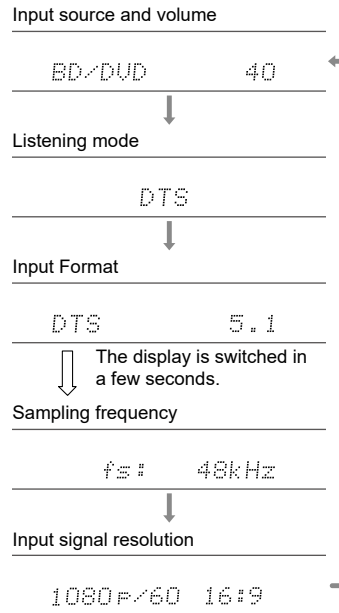 Input source and volume
BD/DVD 40
Listening mode
DTS
Input Format
DTS 5.1
The display is switched in
a few seconds.
Sampling frequency
fs: 48kHz
Input signal resolution
1080p/60 16:9